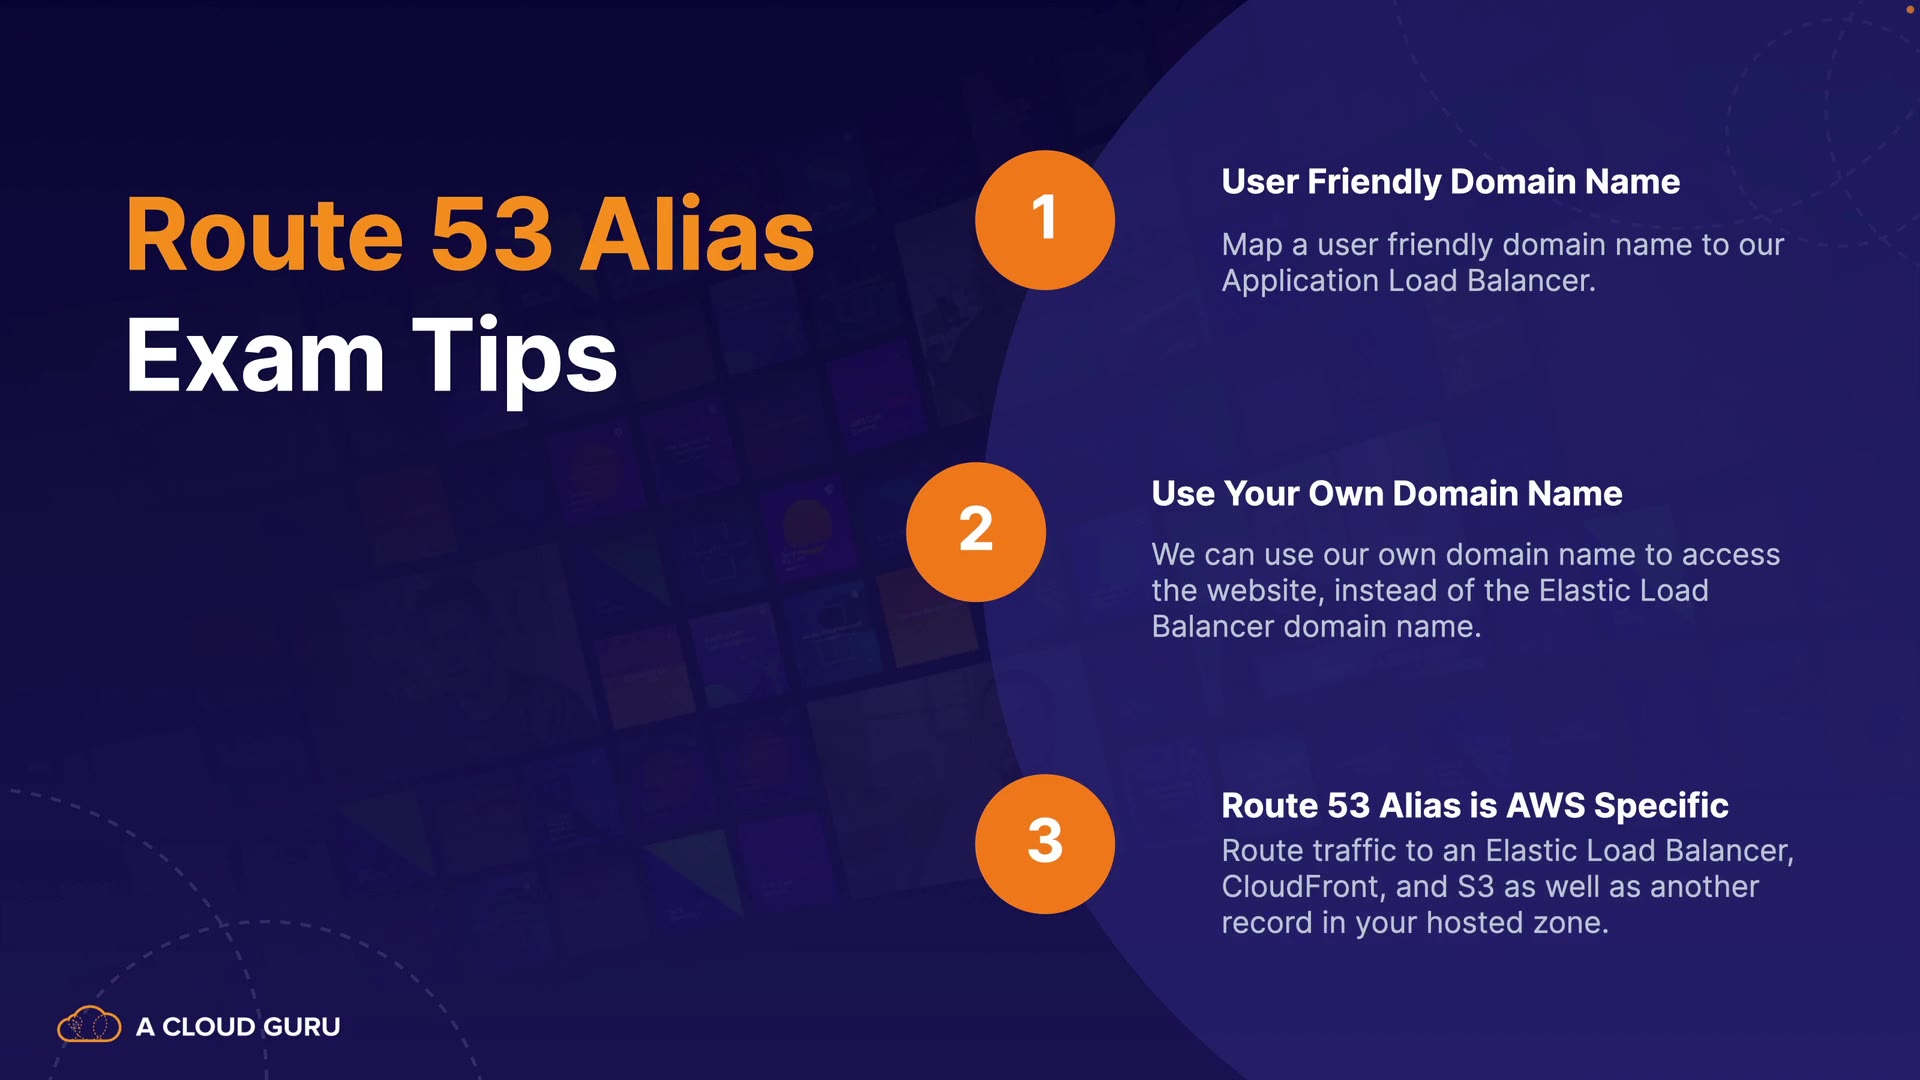 Route 53 Alias
Exam Tips
1
User Friendly Domain Name
Map a user friendly domain name to our
Application Load Balancer.
2
Use Your Own Domain Name
We can use our own domain name to access
the website, instead of the Elastic Load
Balancer domain name.
3
Route 53 Alias is AWS Specific
Route traffic to an Elastic Load Balancer,
CloudFront, and S3 as well as another
record in your hosted zone.
A CLOUD GURU